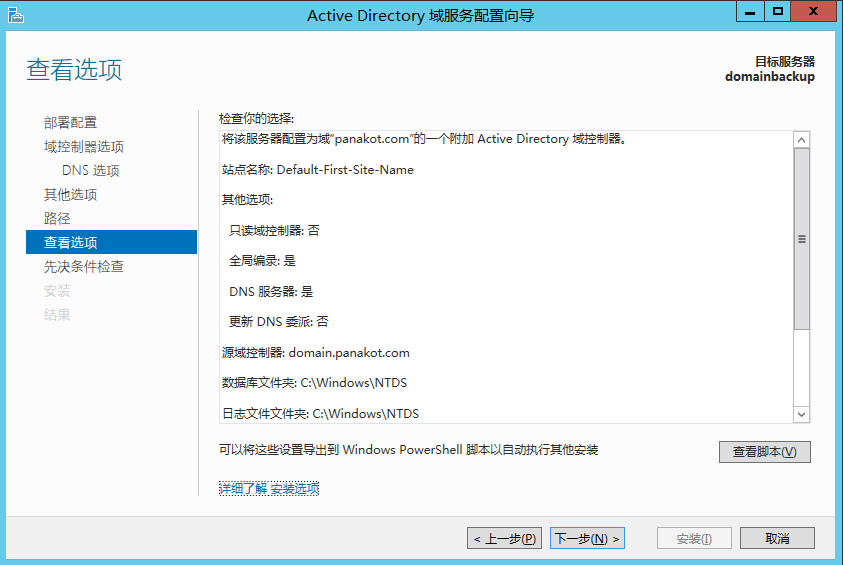 Active Directory 域服务配置向导
查看选项
目标服务器
domainbackup
部署配置
域控制器选项
DNS 选项
其他选项
路径
查看选项
先决条件检查
安装
结果
检查你的选择:
将该服务器配置为域"panakot.com"的一个附加 Active Directory 域控制器。
站点名称: Default-First-Site-Name
其他选项:
只读域控制器: 否
全局编录: 是
DNS 服务器: 是
更新 DNS 委派: 否
源域控制器: domain.panakot.com
数据库文件夹: C:\Windows\NTDS
日志文件文件夹: C:\Windows\NTDS
可以将这些设置导出到 Windows PowerShell 脚本以自动执行其他安装
查看脚本(V)
详细了解 安装选项
< 上一步(P)
下一步(N) >
安装(I)
取消